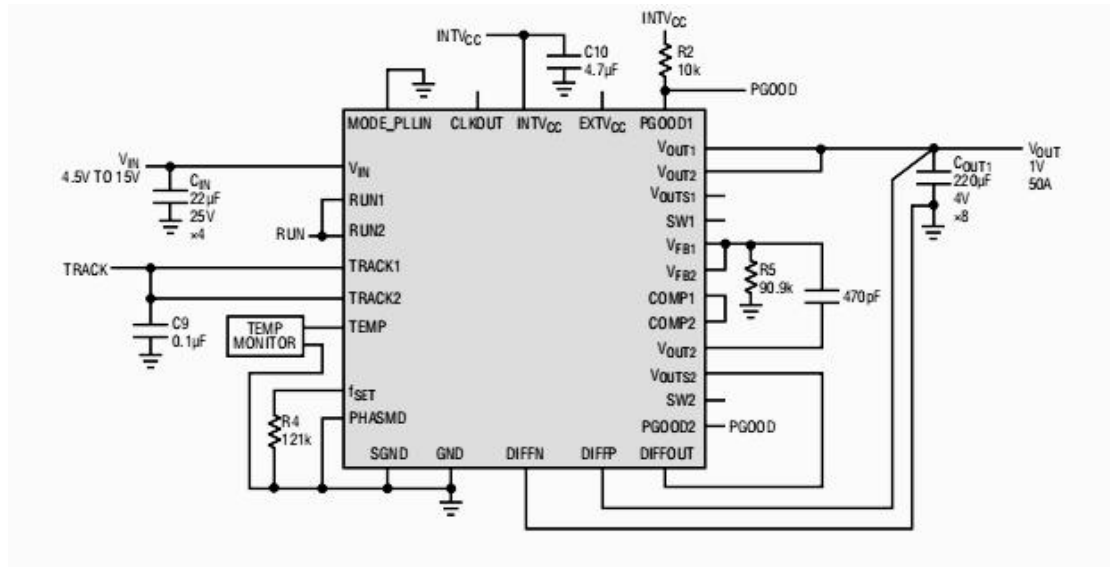 INTVCC
INTVCC
C10
4.7µF
R2
10k
PGOOD
MODE_PLLIN
CLKOUT
INTVCC
EXTVCC
PGOOD1
VIN
4.5V TO 15V
CIN
22µF
25V
×4
VIN
RUN1
RUN
RUN2
TRACK
TRACK1
TRACK2
C9
0.1µF
TEMP
MONITOR
TEMP
fSET
R4
121k
PHASMD
SGND
GND
DIFFN
DIFFP
DIFFOUT
VOUT1
VOUT2
VOUTS1
SW1
VFB1
VFB2
COMP1
COMP2
VOUT2
VOUTS2
SW2
PGOOD2
PGOOD
R5
90.9k
470pF
COUT1
220µF
4V
×8
VOUT
1V
50A